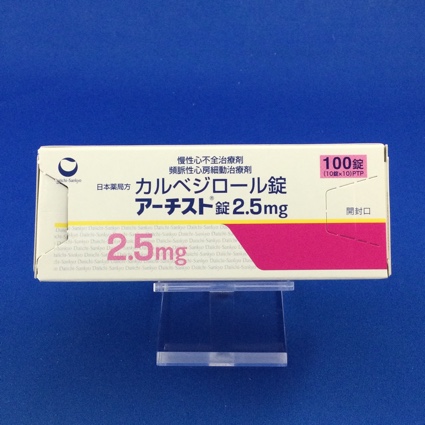 慢性心不全治療剤
頻脈性心房細動治療剤
日本薬局方 カルベジロール錠
アーチスト®錠2.5mg
100錠
(10錠×10)PTP
開封口
Daiichi-Sankyo
2.5mg